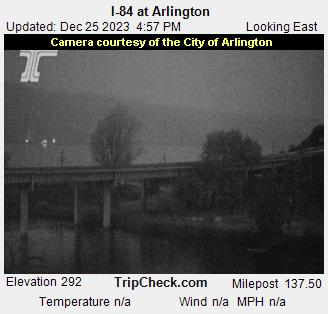 I-84 at Arlington
Updated: Dec 25 2023 4:57 PM Looking East
Camera courtesy of the City of Arlington
Elevation 292 TripCheck.com Milepost 137.50
Temperature n/a Wind n/a MPH n/a